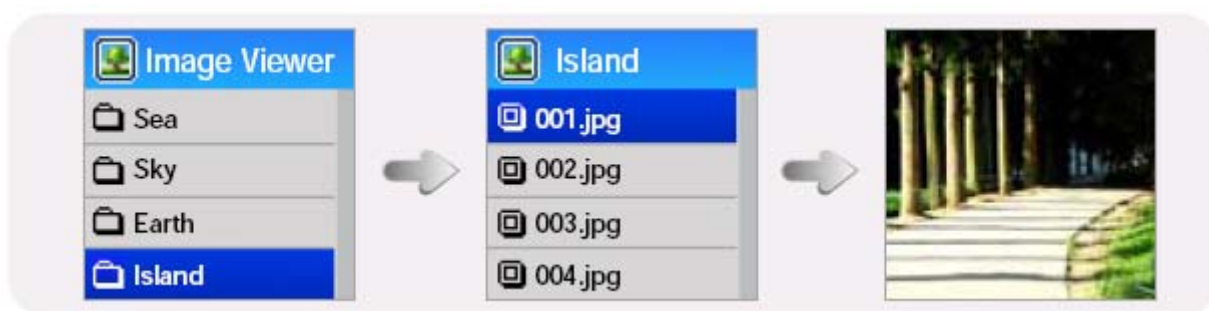 Image Viewer
Sea
Sky
Earth
Island
Island
001.jpg
002.jpg
003.jpg
004.jpg